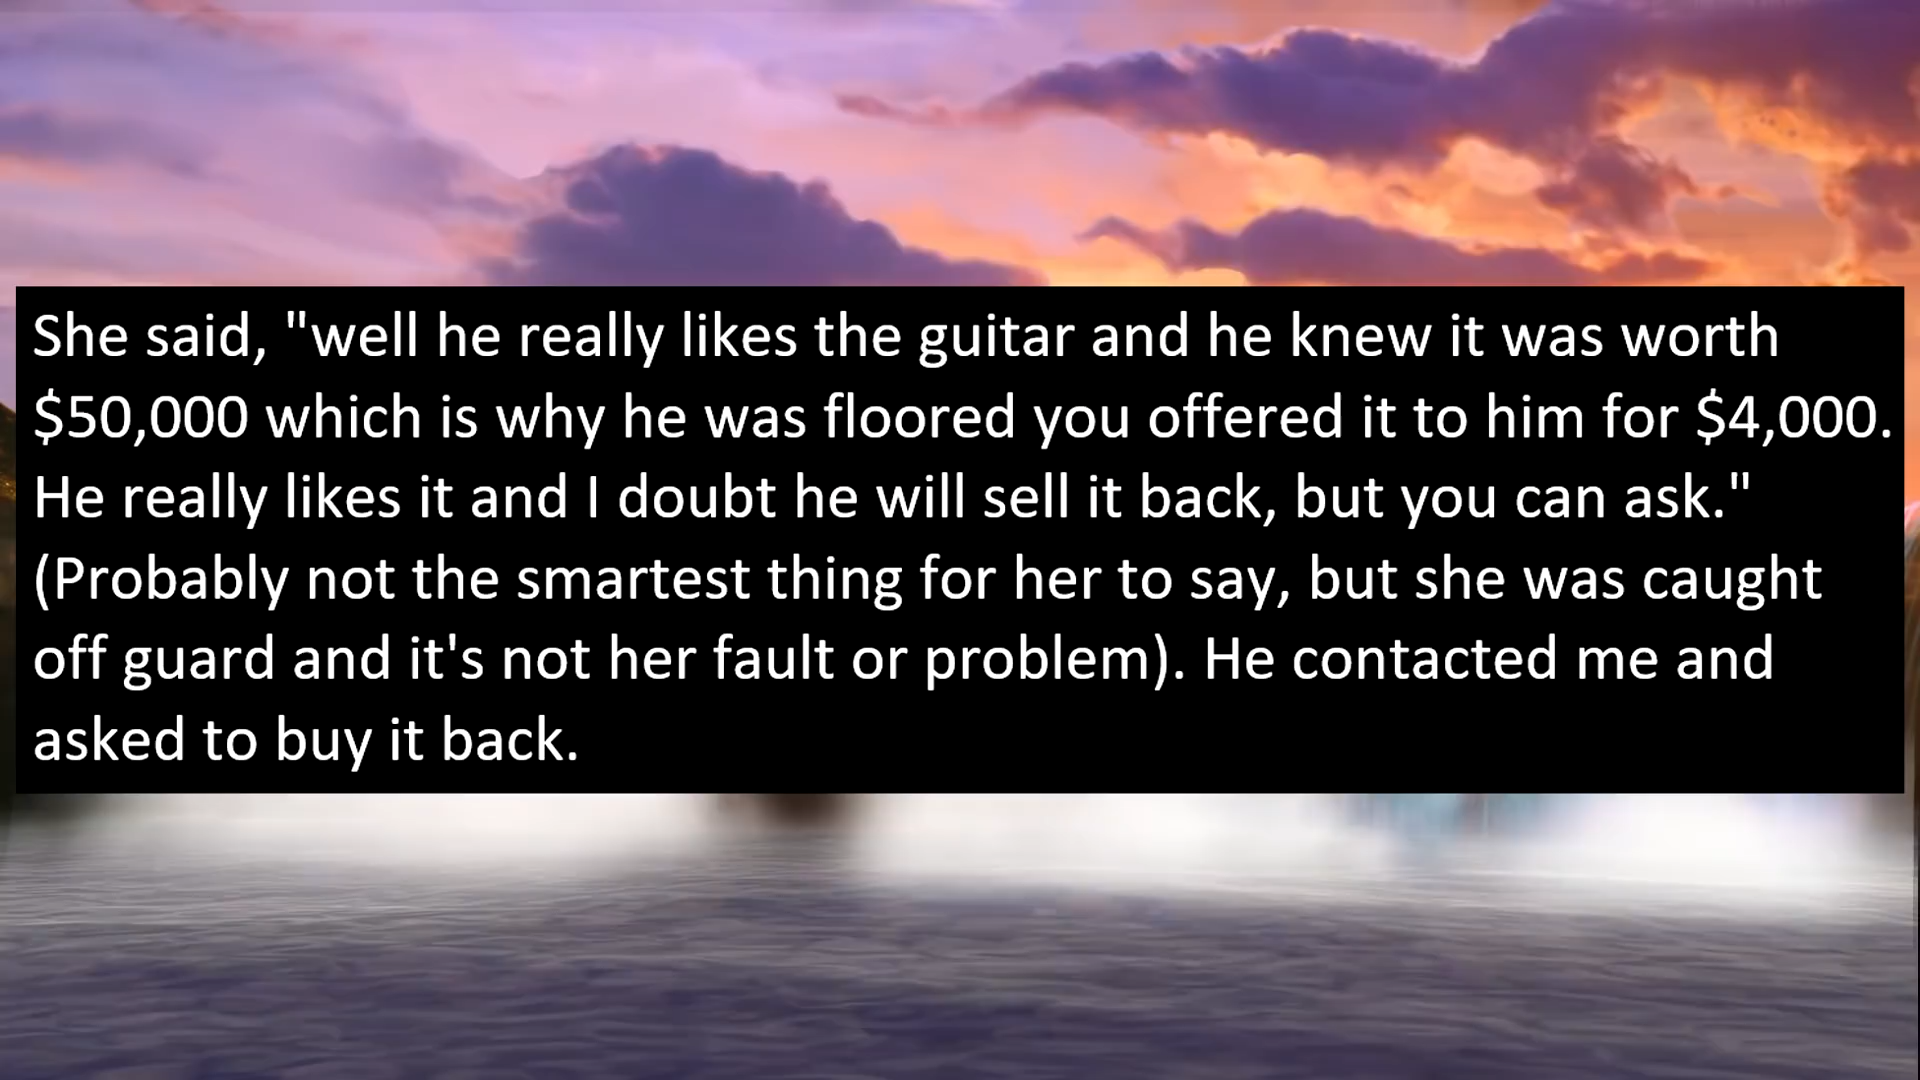 She said, "well he really likes the guitar and he knew it was worth
$50,000 which is why he was floored you offered it to him for $4,000.
He really likes it and I doubt he will sell it back, but you can ask."
(Probably not the smartest thing for her to say, but she was caught
off guard and it's not her fault or problem). He contacted me and
asked to buy it back.